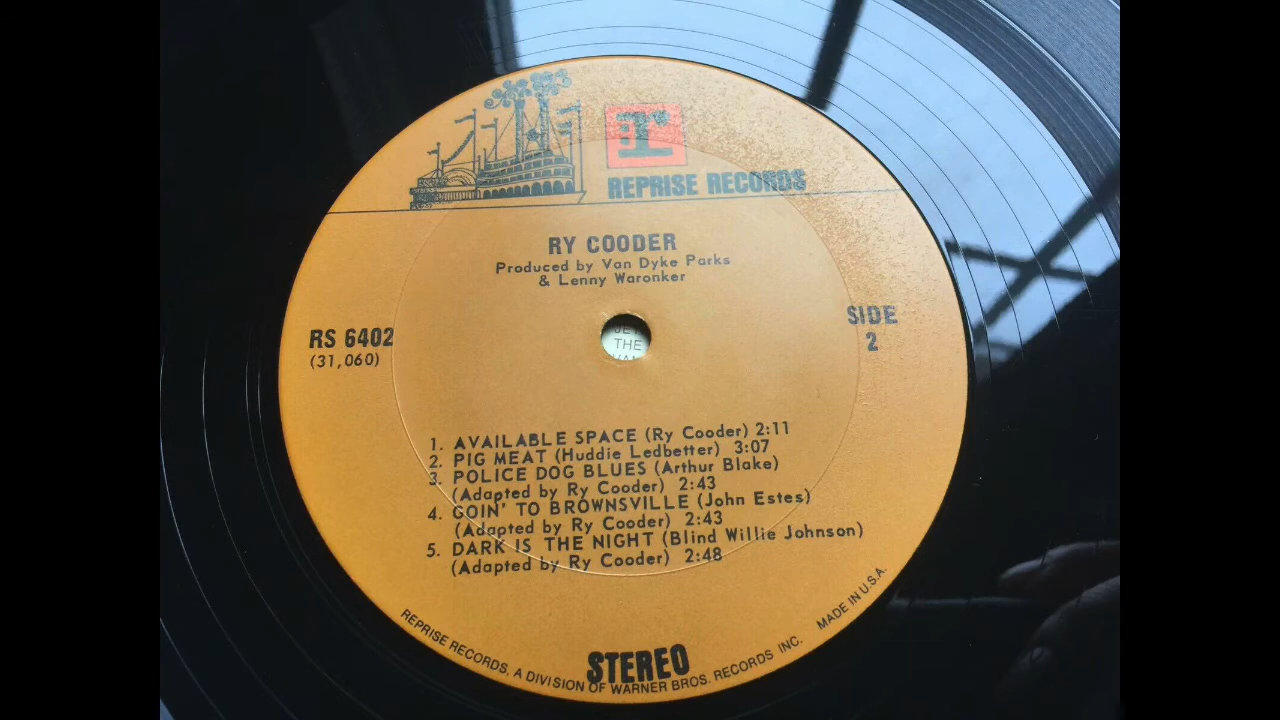 REPRISE RECORDS
RY COODER
Produced by Van Dyke Parks
& Lenny Waronker
RS 6402
(31,060)
SIDE
2
THE
1. AVAILABLE SPACE (Ry Cooder) 2:11
2. PIG MEAT (Huddie Ledbetter) 3:07
3. POLICE DOG BLUES (Arthur Blake)
(Adapted by Ry Cooder) 2:43
4. GOIN' TO BROWNSVILLE (John Estes)
(Adapted by Ry Cooder) 2:43
5. DARK IS THE NIGHT (Blind Willie Johnson)
(Adapted by Ry Cooder) 2:48
STEREO
REPRISE RECORDS, A DIVISION OF WARNER BROS. RECORDS INC. MADE IN U.S.A.